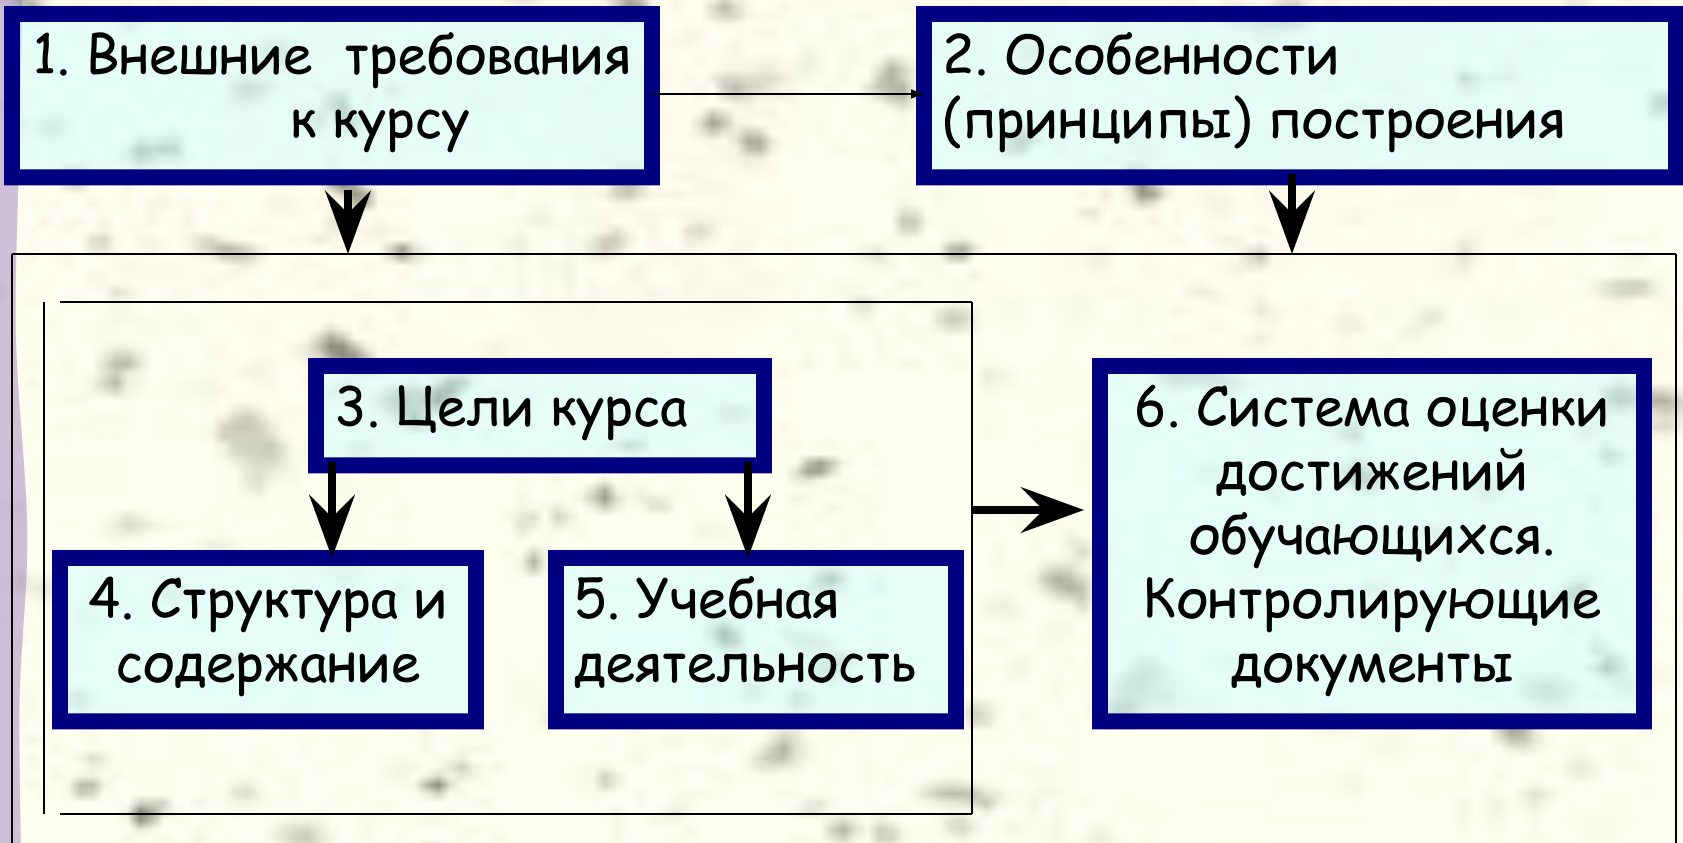 1. Внешние требования
к курсу
2. Особенности
(принципы) построения
3. Цели курса
4. Структура и
содержание
5. Учебная
деятельность
6. Система оценки
достижений
обучающихся.
Контролирующие
документы